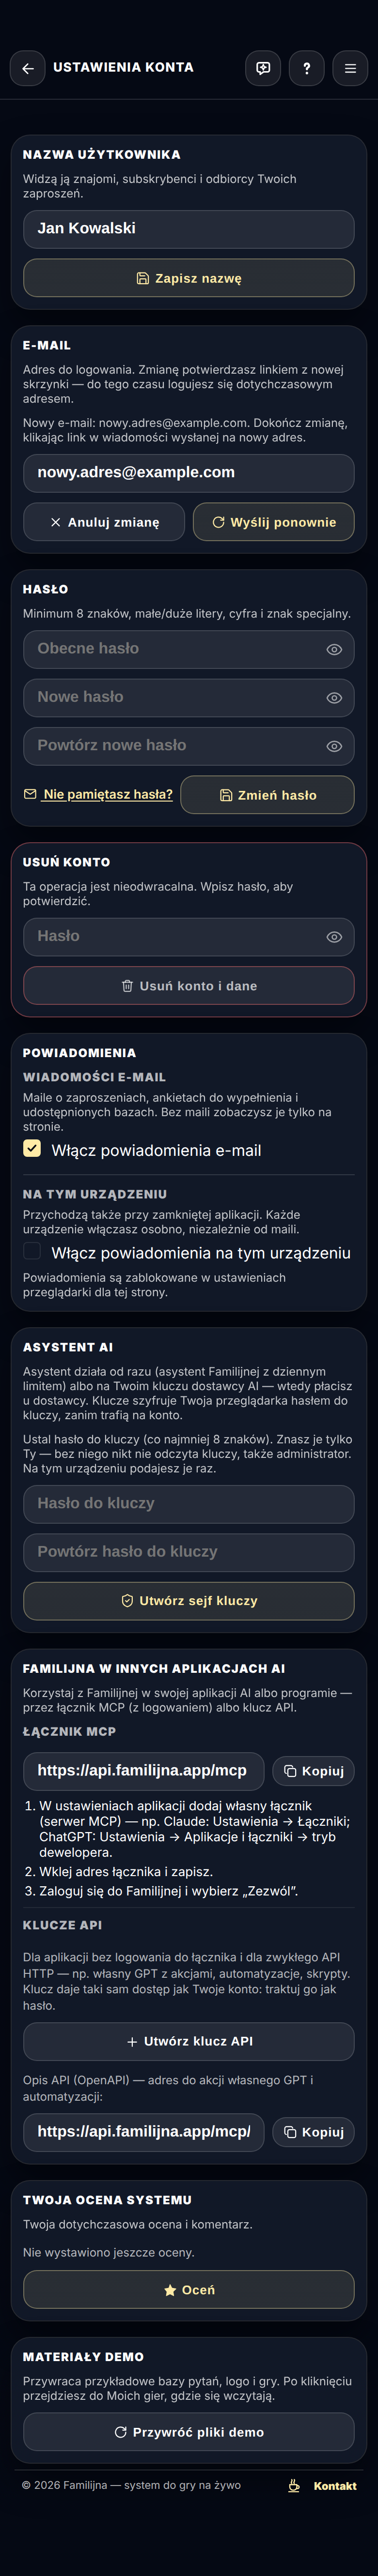 USTAWIENIA KONTA
NAZWA UŻYTKOWNIKA
Widzą ją znajomi, subskrybenci i odbiorcy Twoich
zaproszeń.
Jan Kowalski
Zapisz nazwę
E-MAIL
Adres do logowania. Zmianę potwierdzasz linkiem z nowej
skrzynki — do tego czasu logujesz się dotychczasowym
adresem.
Nowy e-mail: nowy.adres@example.com. Dokończ zmianę,
klikając link w wiadomości wysłanej na nowy adres.
nowy.adres@example.com
Anuluj zmianę
Wyślij ponownie
HASŁO
Minimum 8 znaków, małe/duże litery, cyfra i znak specjalny.
Obecne hasło
Nowe hasło
Powtórz nowe hasło
Nie pamiętasz hasła?
Zmień hasło
USUŃ KONTO
Ta operacja jest nieodwracalna. Wpisz hasło, aby
potwierdzić.
Hasło
Usuń konto i dane
POWIADOMIENIA
WIADOMOŚCI E-MAIL
Maile o zaproszeniach, ankietach do wypełnienia i
udostępnionych bazach. Bez maili zobaczysz je tylko na
stronie.
Włącz powiadomienia e-mail
NA TYM URZĄDZENIU
Przychodzą także przy zamkniętej aplikacji. Każde
urządzenie włączasz osobno, niezależnie od maili.
Włącz powiadomienia na tym urządzeniu
Powiadomienia są zablokowane w ustawieniach
przeglądarki dla tej strony.
ASYSTENT AI
Asystent działa od razu (asystent Familijnej z dziennym
limitem) albo na Twoim kluczu dostawcy AI — wtedy płacisz
u dostawcy. Klucze szyfruje Twoja przeglądarka hasłem do
kluczy, zanim trafią na konto.
Ustal hasło do kluczy (co najmniej 8 znaków). Znasz je tylko
Ty — bez niego nikt nie odczyta kluczy, także administrator.
Na tym urządzeniu podajesz je raz.
Hasło do kluczy
Powtórz hasło do kluczy
Utwórz sejf kluczy
FAMILIJNA W INNYCH APLIKACJACH AI
Korzystaj z Familijnej w swojej aplikacji AI albo programie —
przez łącznik MCP (z logowaniem) albo klucz API.
ŁĄCZNIK MCP
https://api.familijna.app/mcp
Kopiuj
1. W ustawieniach aplikacji dodaj własny łącznik
(serwer MCP) — np. Claude: Ustawienia → Łączniki;
ChatGPT: Ustawienia → Aplikacje i łączniki → tryb
dewelopera.
2. Wklej adres łącznika i zapisz.
3. Zaloguj się do Familijnej i wybierz „Zezwól”.
KLUCZE API
Dla aplikacji bez logowania do łącznika i dla zwykłego API
HTTP — np. własny GPT z akcjami, automatyzacje, skrypty.
Klucz daje taki sam dostęp jak Twoje konto: traktuj go jak
hasło.
Utwórz klucz API
Opis API (OpenAPI) — adres do akcji własnego GPT i
automatyzacji:
https://api.familijna.app/mcp/
Kopiuj
TWOJA OCENA SYSTEMU
Twoja dotychczasowa ocena i komentarz.
Nie wystawiono jeszcze oceny.
Oceń
MATERIAŁY DEMO
Przywraca przykładowe bazy pytań, logo i gry. Po kliknięciu
przejdziesz do Moich gier, gdzie się wczytają.
Przywróć pliki demo
© 2026 Familijna — system do gry na żywo
Kontakt